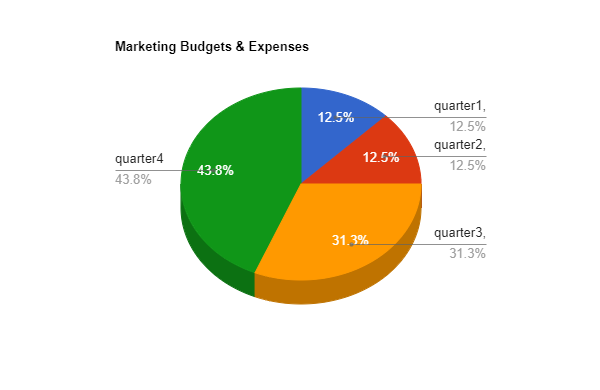 Marketing Budgets & Expenses
quarter1,
12.5%
12.5%
quarter2,
12.5%
12.5%
quarter4
43.8%
43.8%
quarter3,
31.3%
31.3%